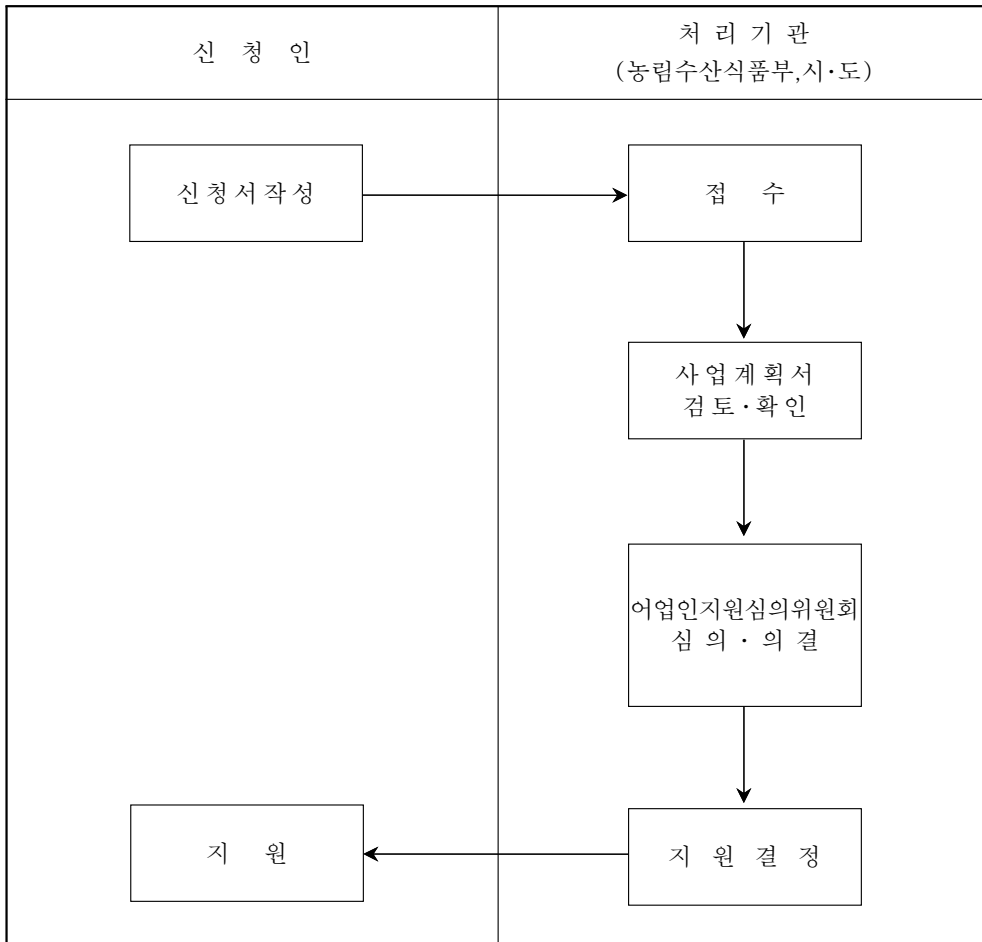 신 청 인
처 리 기 관
(농림수산식품부,시·도)
신청서작성
접 수
사업계획서
검토·확인
어업인지원심의위원회
심 의 · 의 결
지 원
지 원 결 정